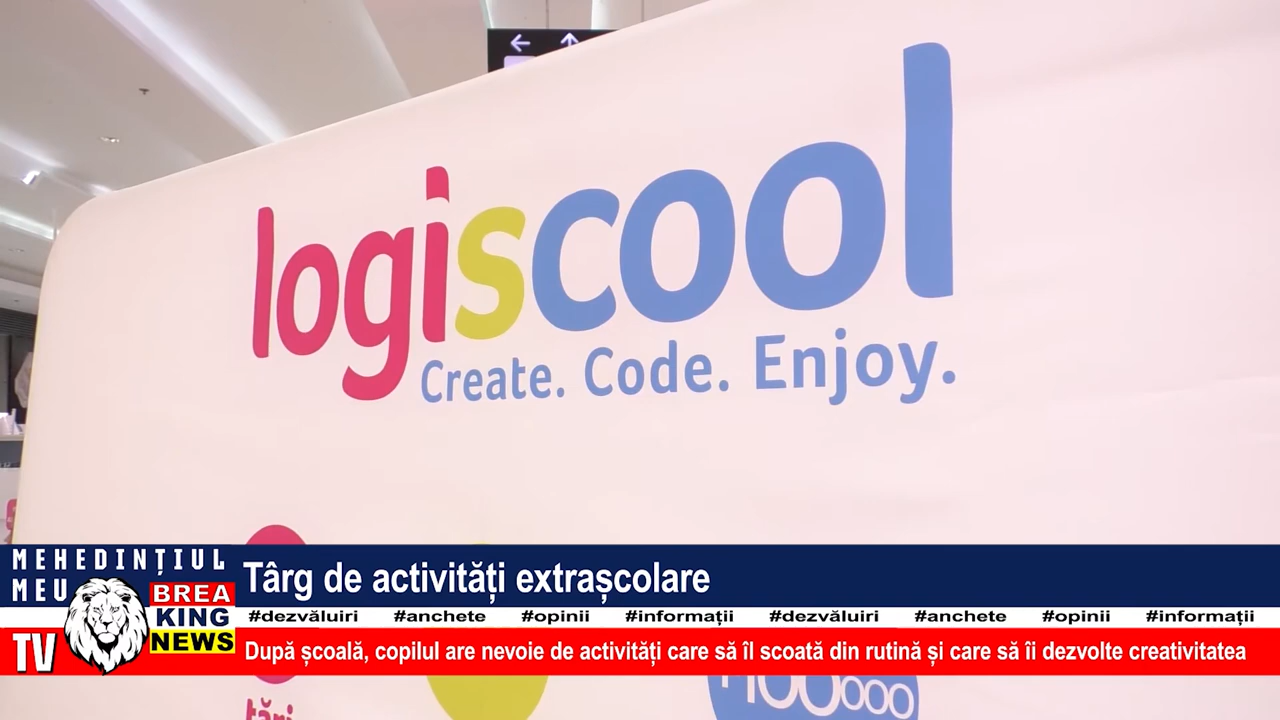 logiscool
Create. Code. Enjoy.
MEHEDINȚIUL
MEU
TV
BREA
KING
NEWS
Târg de activități extrașcolare
#dezvăluiri #anchete #opinii #informații #dezvăluiri #anchete #opinii #informații
După școală, copilul are nevoie de activități care să îl scoată din rutină și care să îi dezvolte creativitatea
țări